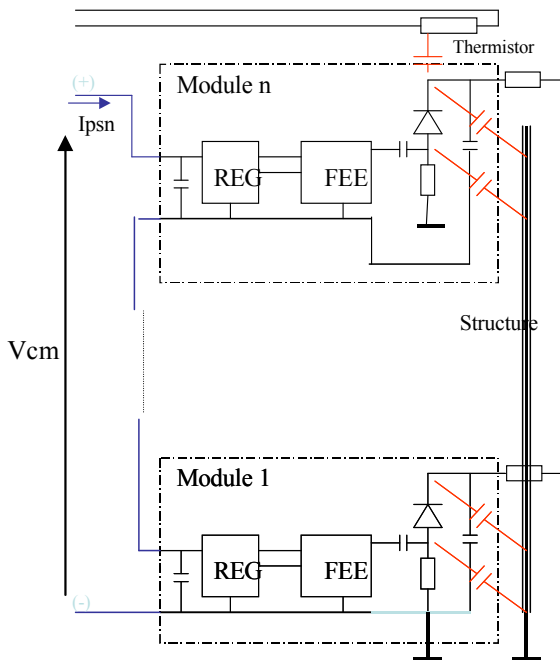 Thermistor
(+)
Module n
Ipsn
REG
FEE
Structure
Vcm
Module 1
REG
FEE
(-)